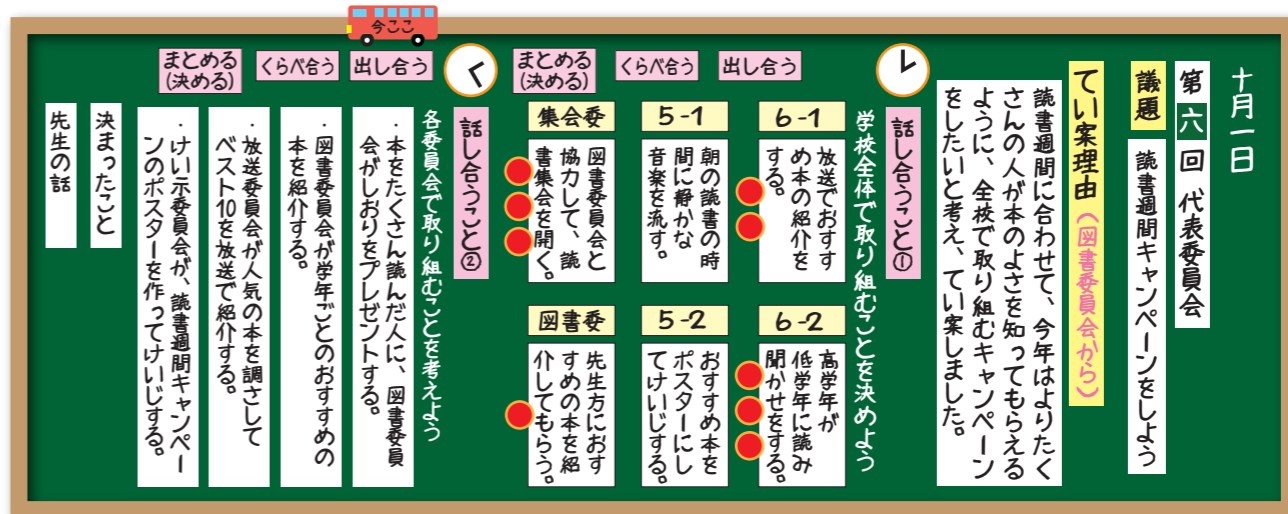 十月一日
第六回 代表委員会
議題
読書週間キャンペーンをしよう
てい案理由（図書委員会から）
読書週間に合わせて、今年はよりたく
さんの人が本のよさを知ってもらえる
ように、全校で取り組むキャンペーン
をしたいと考え、てい案しました。
話し合うこと①
学校全体で取り組むことを決めよう
出し合う
くらべ合う
まとめる
(決める)
6-1
放送でおすす
め本の紹介を
する。
6-2
高学年が
低学年に読み
聞かせをする。
5-1
朝の読書の時
間に静かな
音楽を流す。
5-2
おすすめ本を
ポスターにし
てけいじする。
集会委
図書委員会と
協力して、読
書集会を開く。
図書委
先生方におす
すめの本を紹
介してもらう。
話し合うこと②
各委員会で取り組むことを考えよう
今ここ
出し合う
くらべ合う
まとめる
(決める)
・本をたくさん読んだ人に、図書委員
会がしおりをプレゼントする。
・図書委員会が学年ごとのおすすめの
本を紹介する。
・放送委員会が人気の本を調さして
ベスト10を放送で紹介する。
・けい示委員会が、読書週間キャンペー
ンのポスターを作ってけいじする。
決まったこと
先生の話